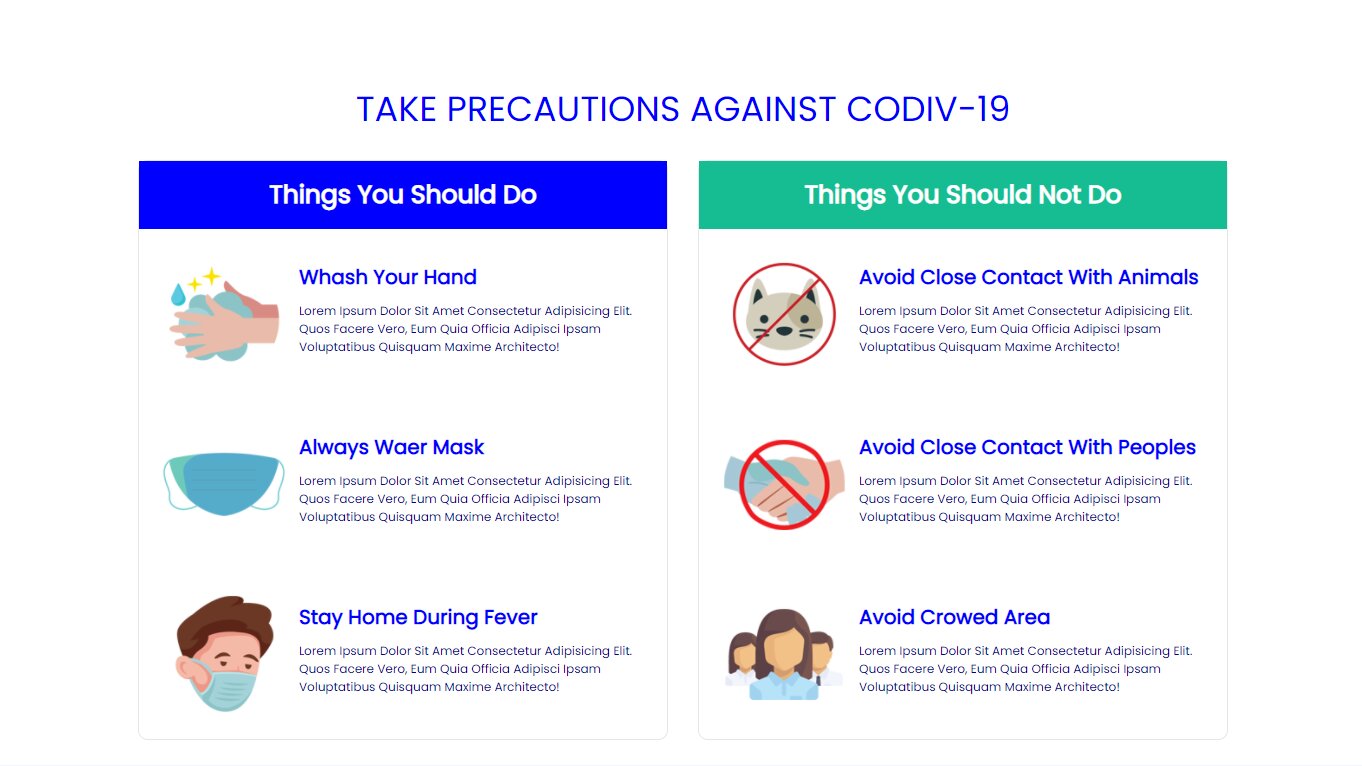 TAKE PRECAUTIONS AGAINST CODIV-19
Things You Should Do
Whash Your Hand
Lorem Ipsum Dolor Sit Amet Consectetur Adipisicing Elit.
Quos Facere Vero, Eum Quia Officia Adipisci Ipsam
Voluptatibus Quisquam Maxime Architecto!
Always Waer Mask
Lorem Ipsum Dolor Sit Amet Consectetur Adipisicing Elit.
Quos Facere Vero, Eum Quia Officia Adipisci Ipsam
Voluptatibus Quisquam Maxime Architecto!
Stay Home During Fever
Lorem Ipsum Dolor Sit Amet Consectetur Adipisicing Elit.
Quos Facere Vero, Eum Quia Officia Adipisci Ipsam
Voluptatibus Quisquam Maxime Architecto!
Things You Should Not Do
Avoid Close Contact With Animals
Lorem Ipsum Dolor Sit Amet Consectetur Adipisicing Elit.
Quos Facere Vero, Eum Quia Officia Adipisci Ipsam
Voluptatibus Quisquam Maxime Architecto!
Avoid Close Contact With Peoples
Lorem Ipsum Dolor Sit Amet Consectetur Adipisicing Elit.
Quos Facere Vero, Eum Quia Officia Adipisci Ipsam
Voluptatibus Quisquam Maxime Architecto!
Avoid Crowed Area
Lorem Ipsum Dolor Sit Amet Consectetur Adipisicing Elit.
Quos Facere Vero, Eum Quia Officia Adipisci Ipsam
Voluptatibus Quisquam Maxime Architecto!